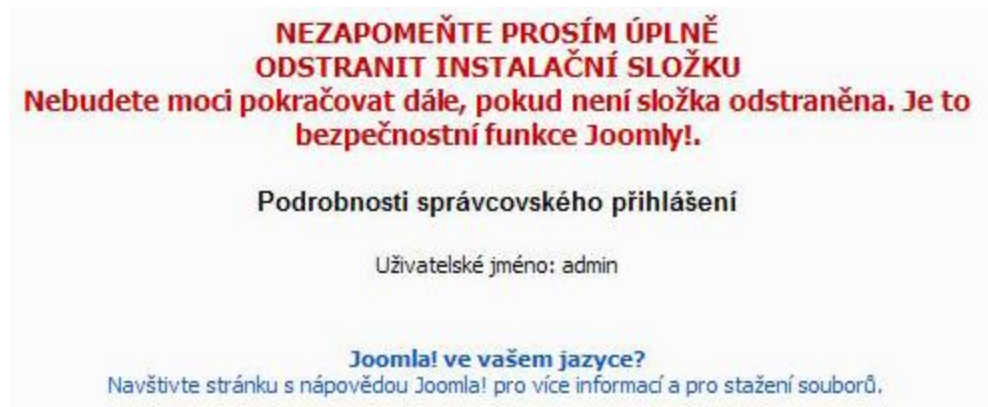 NEZAPOMEŇTE PROSÍM ÚPLNĚ
ODSTRANIT INSTALAČNÍ SLOŽKU
Nebudete moci pokračovat dále, pokud není složka odstraněna. Je to
bezpečnostní funkce Joomly!.
Podrobnosti správcovského přihlášení
Uživatelské jméno: admin
Joomla! ve vašem jazyce?
Navštivte stránku s nápovědou Joomla! pro více informací a pro stažení souborů.